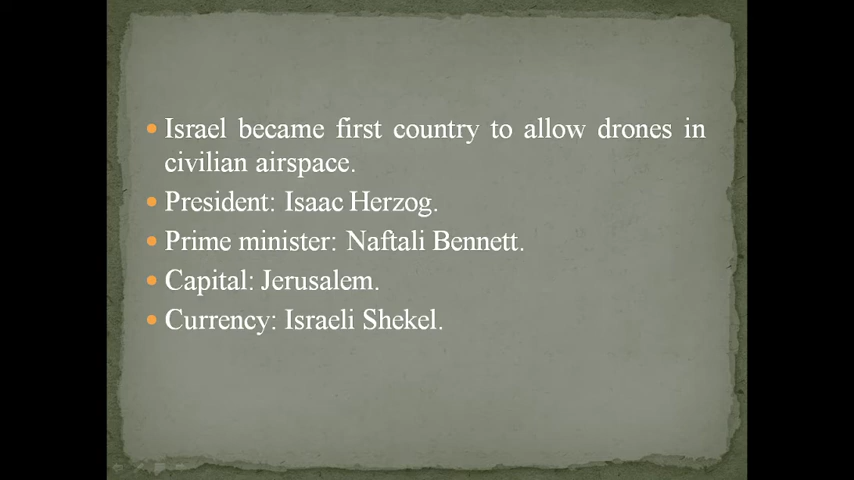 • Israel became first country to allow drones in
civilian airspace.
• President: Isaac Herzog.
• Prime minister: Naftali Bennett.
• Capital: Jerusalem.
• Currency: Israeli Shekel.